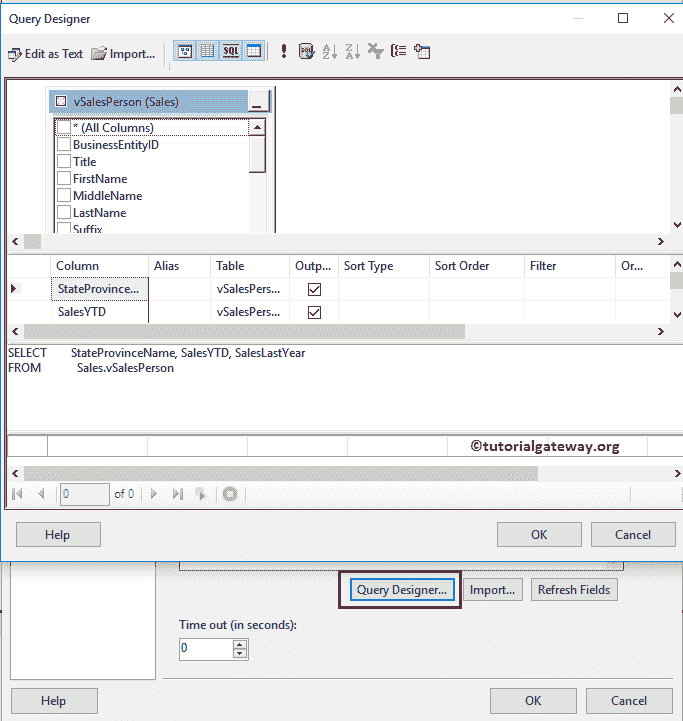 Query Designer
Edit as Text Import... SQL SQL
vSalesPerson (Sales)
* (All Columns)
BusinessEntityID
Title
FirstName
MiddleName
LastName
Suffix
Column Alias Table Outp... Sort Type Sort Order Filter Or...
StateProvince... vSalesPers...
SalesYTD vSalesPers...
SELECT StateProvinceName, SalesYTD, SalesLastYear
FROM Sales.vSalesPerson
©tutorialgateway.org
0 of 0
Help OK Cancel
Query Designer... Import... Refresh Fields
Time out (in seconds):
0
Help OK Cancel